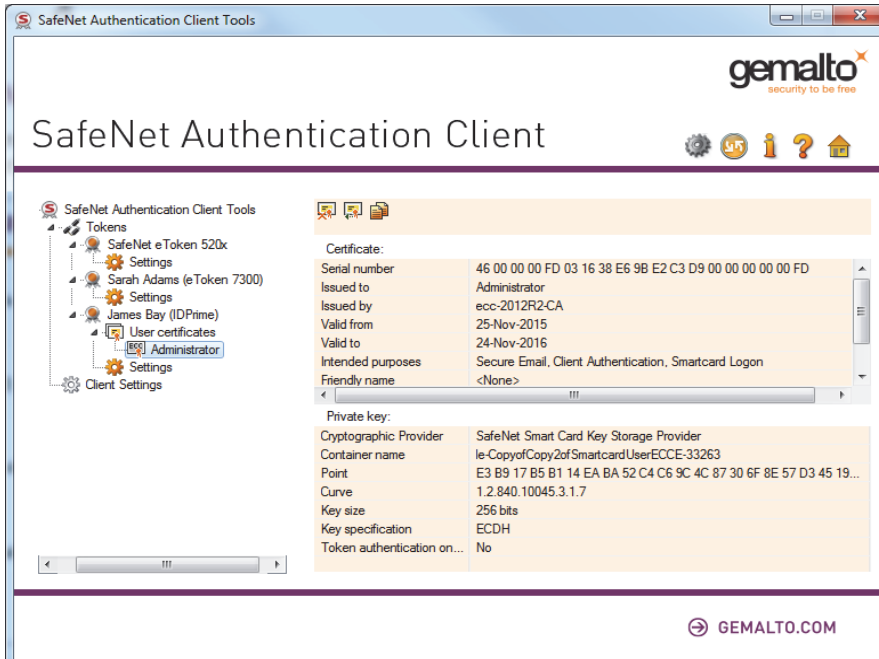 SafeNet Authentication Client Tools
gemalto
security to be free
SafeNet Authentication Client
SafeNet Authentication Client Tools
Tokens
SafeNet eToken 520x
Settings
Sarah Adams (eToken 7300)
Settings
James Bay (IDPrime)
User certificates
ECC Administrator
Settings
Client Settings
Certificate:
Serial number 46 00 00 00 FD 03 16 38 E6 9B E2 C3 D9 00 00 00 00 00 FD
Issued to Administrator
Issued by ecc-2012R2-CA
Valid from 25-Nov-2015
Valid to 24-Nov-2016
Intended purposes Secure Email, Client Authentication, Smartcard Logon
Friendly name <None>
Private key:
Cryptographic Provider SafeNet Smart Card Key Storage Provider
Container name le-CopyofCopy2ofSmartcardUserECCE-33263
Point E3 B9 17 B5 B1 14 EA BA 52 C4 C6 9C 4C 87 30 6F 8E 57 D3 45 19...
Curve 1.2.840.10045.3.1.7
Key size 256 bits
Key specification ECDH
Token authentication on... No
GEMALTO.COM